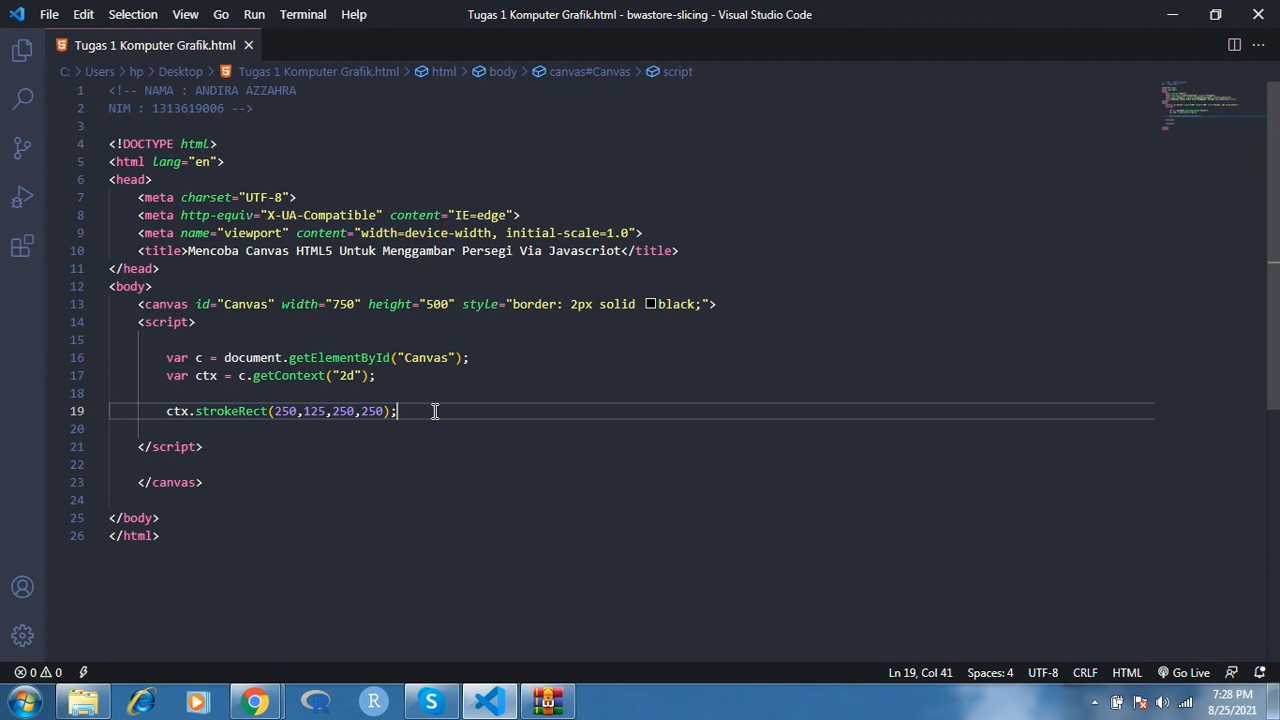 File Edit Selection View Go Run Terminal Help
Tugas 1 Komputer Grafik.html - bwastore-slicing - Visual Studio Code
Tugas 1 Komputer Grafik.html
C: > Users > hp > Desktop > Tugas 1 Komputer Grafik.html > html > body > canvas#Canvas > script
1 <!-- NAMA : ANDIRA AZZAHRA
2 NIM : 1313619006 -->
3
4 <!DOCTYPE html>
5 <html lang="en">
6 <head>
7 <meta charset="UTF-8">
8 <meta http-equiv="X-UA-Compatible" content="IE=edge">
9 <meta name="viewport" content="width=device-width, initial-scale=1.0">
10 <title>Mencoba Canvas HTML5 Untuk Menggambar Persegi Via Javascriot</title>
11 </head>
12 <body>
13 <canvas id="Canvas" width="750" height="500" style="border: 2px solid black;">
14 <script>
15
16 var c = document.getElementById("Canvas");
17 var ctx = c.getContext("2d");
18
19 ctx.strokeRect(250,125,250,250);
20
21 </script>
22
23 </canvas>
24
25 </body>
26 </html>
0 0 Ln 19, Col 41 Spaces: 4 UTF-8 CRLF HTML Go Live
7:28 PM
8/25/2021